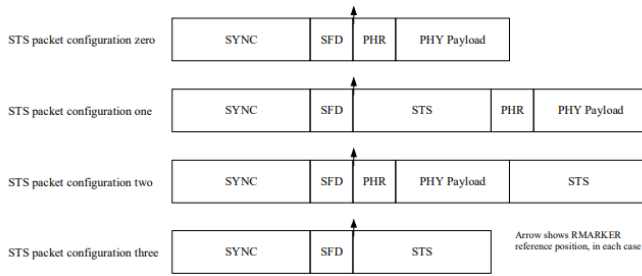 STS packet configuration zero SYNC SFD PHR PHY Payload
STS packet configuration one SYNC SFD STS PHR PHY Payload
STS packet configuration two SYNC SFD PHR PHY Payload STS
STS packet configuration three SYNC SFD STS
Arrow shows RMARKER
reference position, in each case